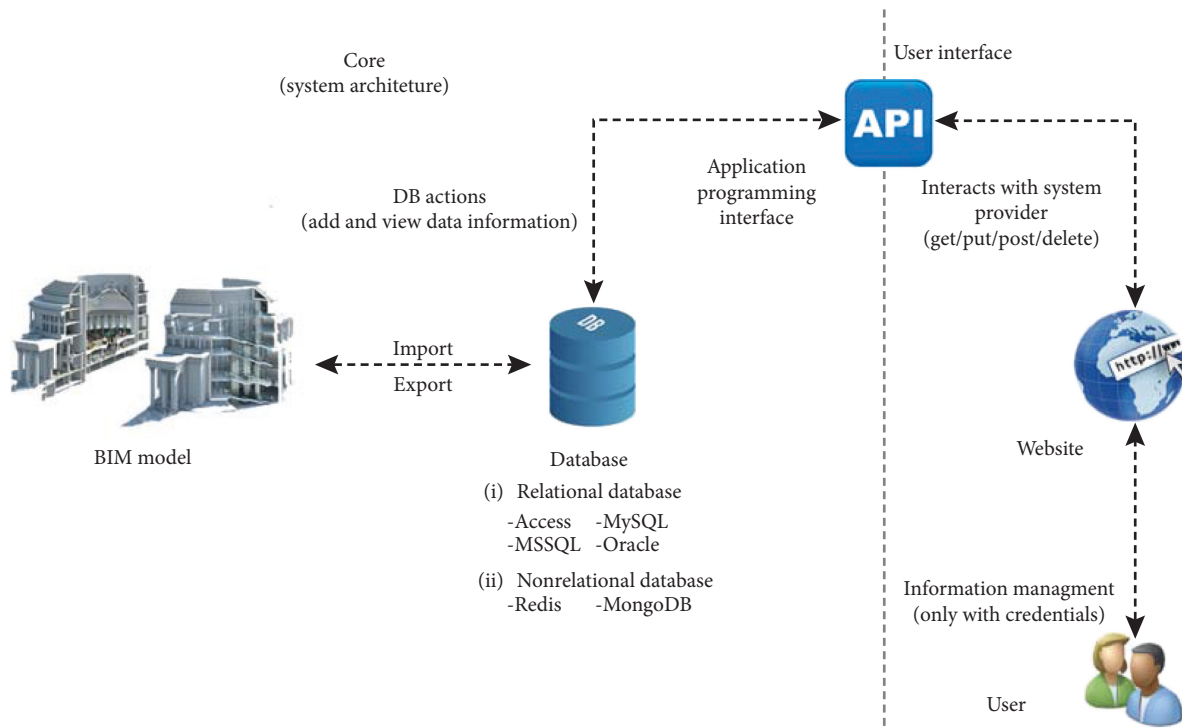 Core
(system architeture)
User interface
API
Application
programming
interface
Interacts with system
provider
(get/put/post/delete)
DB actions
(add and view data information)
DB
Import
Export
http://ww
BIM model
Database
Website
(i) Relational database
-Access -MySQL
-MSSQL -Oracle
(ii) Nonrelational database
-Redis -MongoDB
Information managment
(only with credentials)
User